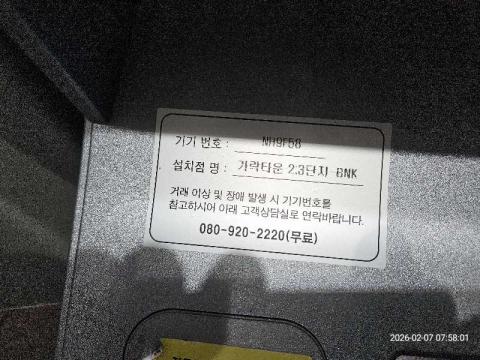 기기 번호 : NH9F58
설치점 명 : 가락타운 2.3단지 BNK
거래 이상 및 장애 발생 시 기기번호를
참고하시어 아래 고객상담실로 연락바랍니다.
080-920-2220(무료)
2026-02-07 07:58:01